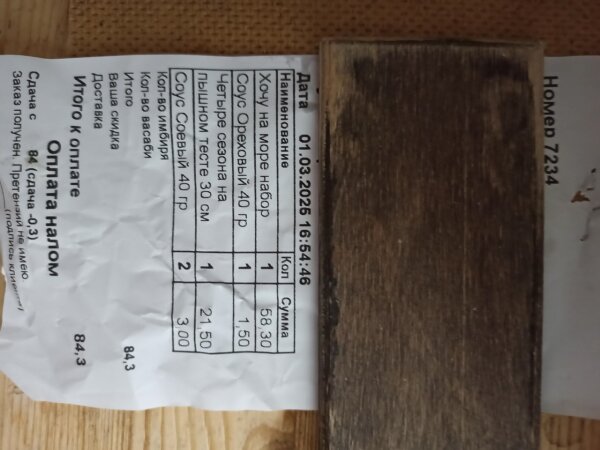 Номер 7234
Дата 01.03.2025 16:54:46
Наименование Кол Сумма
Хочу на море набор 1 58,30
Соус Ореховый 40 гр 1 1,50
Четыре сезона на
пышном тесте 30 см 1 21,50
Соус Соевый 40 гр 2 3,00
Кол-во имбиря
Кол-во васаби
Итого 84,3
Ваша скидка
Доставка
Итого к оплате 84,3
Оплата налом
Сдача с 84 (сдача -0,3)
Заказ получен. Претензий не имею
(подпись клиента)